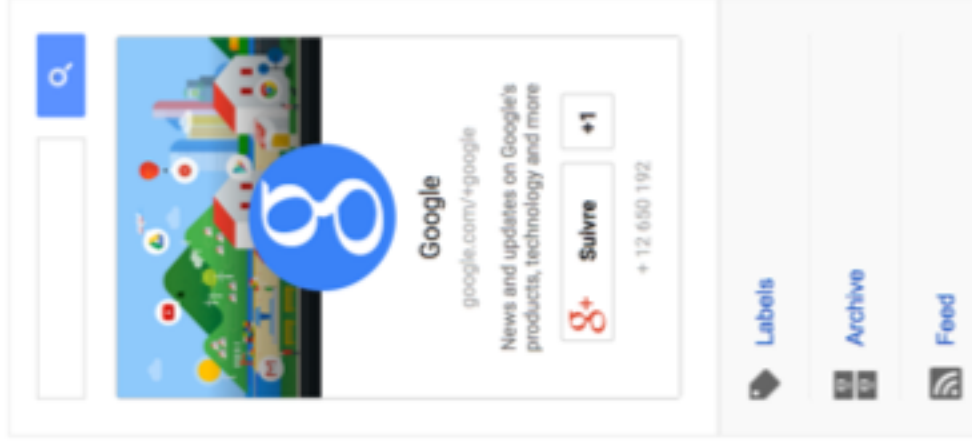 g
Google
google.com/+google
News and updates on Google's
products, technology and more
g+ Suivre +1
+ 12 650 192
Labels
Archive
Feed